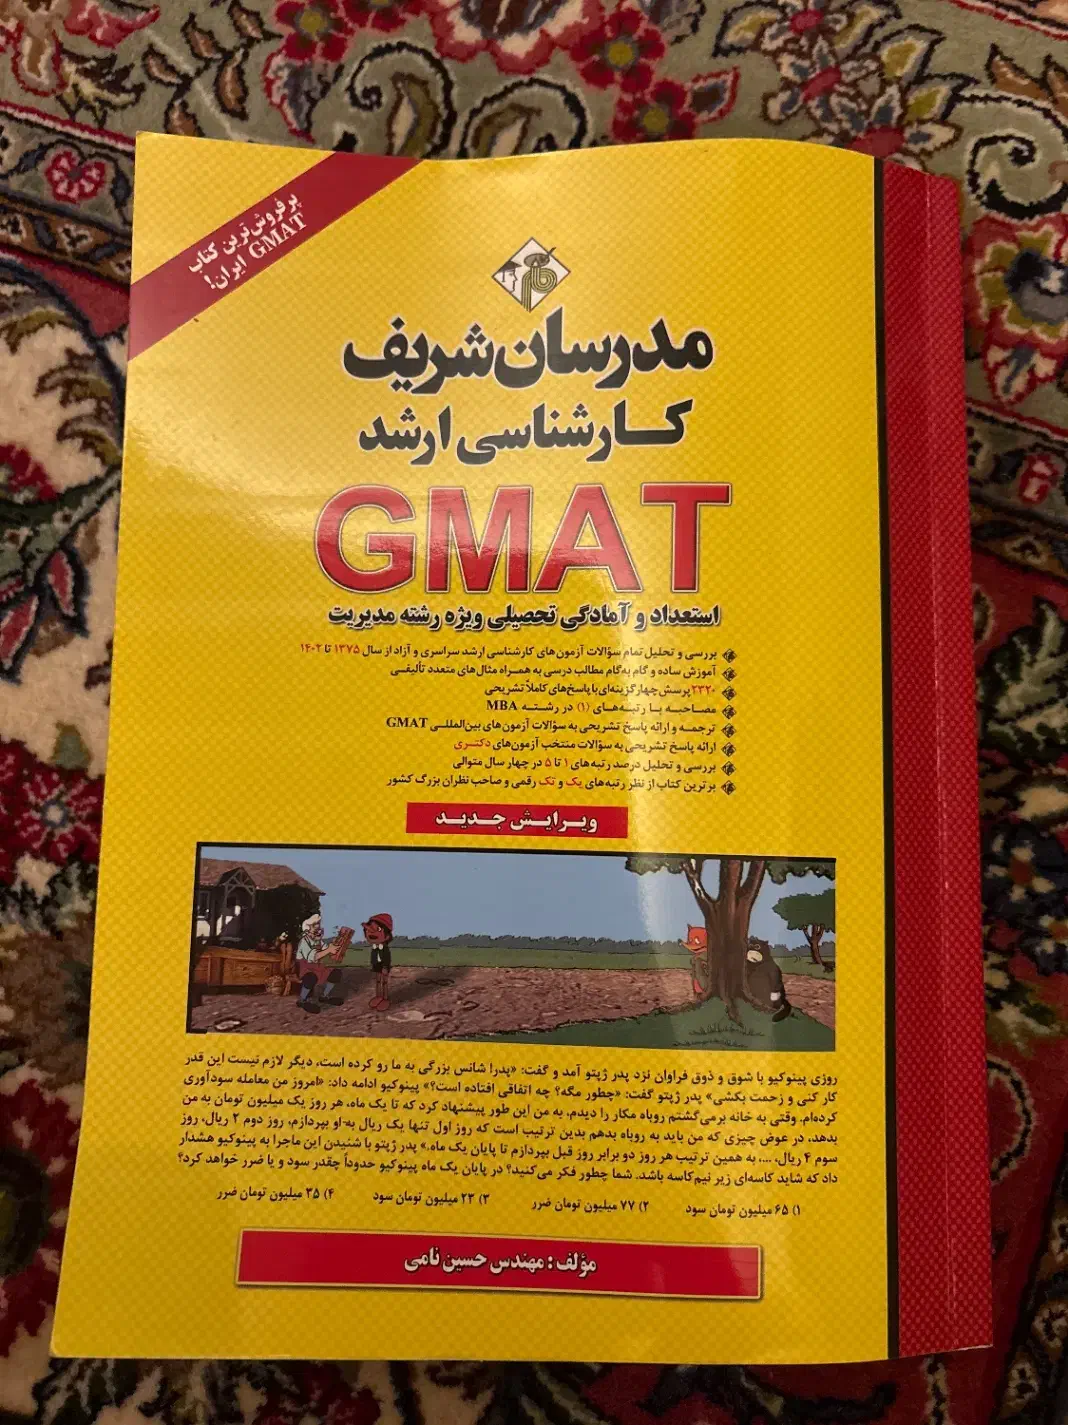 پرفروش‌ترین کتاب
GMAT ایران!
مدرسان شریف
کارشناسی ارشد
GMAT
استعداد و آمادگی تحصیلی ویژه رشته مدیریت
بررسی و تحلیل تمام سؤالات آزمون‌های کارشناسی ارشد سراسری و آزاد از سال ۱۳۷۵ تا ۱۴۰۲
آموزش ساده و گام به گام مطالب درسی به همراه مثال‌های متعدد تألیفی
۲۳۲۰ پرسش چهارگزینه‌ای با پاسخ‌های کاملاً تشریحی
مصاحبه با رتبه‌های (۱) در رشته MBA
ترجمه و ارائه پاسخ تشریحی به سؤالات آزمون‌های بین‌المللی GMAT
ارائه پاسخ تشریحی به سؤالات منتخب آزمون‌های دکتری
بررسی و تحلیل درصد رتبه‌های ۱ تا ۵ در چهار سال متوالی
برترین کتاب از نظر رتبه‌های یک و تک رقمی و صاحب نظران بزرگ کشور
ویرایش جدید
روزی پینوکیو با شوق و ذوق فراوان نزد پدر ژپتو آمد و گفت: «پدر! شانس بزرگی به ما رو کرده است، دیگر لازم نیست این قدر
کار کنی و زحمت بکشی» پدر ژپتو گفت: «چطور مگه؟ چه اتفاقی افتاده است؟» پینوکیو ادامه داد: «امروز من معامله سودآوری
کرده‌ام. وقتی به خانه برمی‌گشتم روباه مکار را دیدم، به من این طور پیشنهاد کرد که تا یک ماه، هر روز یک میلیون تومان به من
بدهد، در عوض چیزی که من باید به روباه بدهم بدین ترتیب است که روز اول تنها یک ریال به او بپردازم، روز دوم ۲ ریال، روز
سوم ۴ ریال، ...، به همین ترتیب هر روز دو برابر روز قبل بپردازم تا پایان یک ماه.» پدر ژپتو با شنیدن این ماجرا به پینوکیو هشدار
داد که شاید کاسه‌ای زیر نیم‌کاسه باشد. شما چطور فکر می‌کنید؟ در پایان یک ماه پینوکیو حدوداً چقدر سود و یا ضرر خواهد کرد؟
۱) ۶۵ میلیون تومان سود ۲) ۷۷ میلیون تومان ضرر ۳) ۲۳ میلیون تومان سود ۴) ۳۵ میلیون تومان ضرر
مؤلف: مهندس حسین نامی